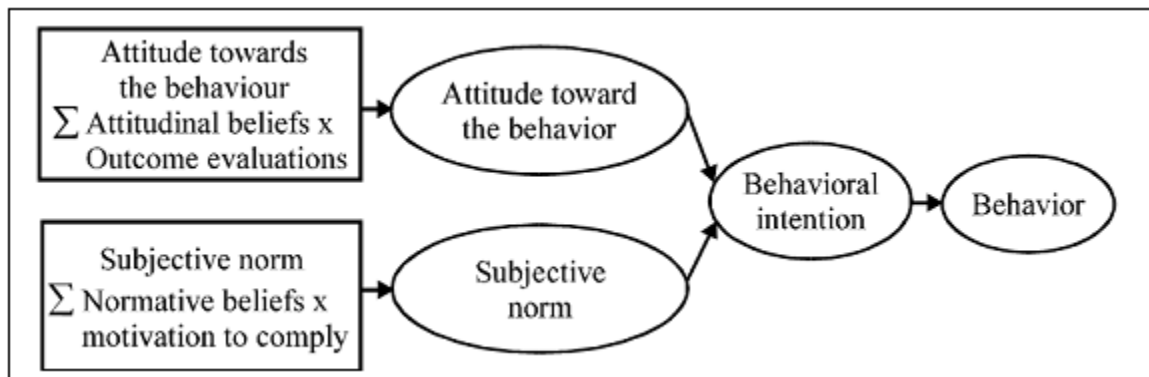 Attitude towards
the behaviour
∑ Attitudinal beliefs x
Outcome evaluations
Attitude toward
the behavior
Subjective norm
∑ Normative beliefs x
motivation to comply
Subjective
norm
Behavioral
intention
Behavior